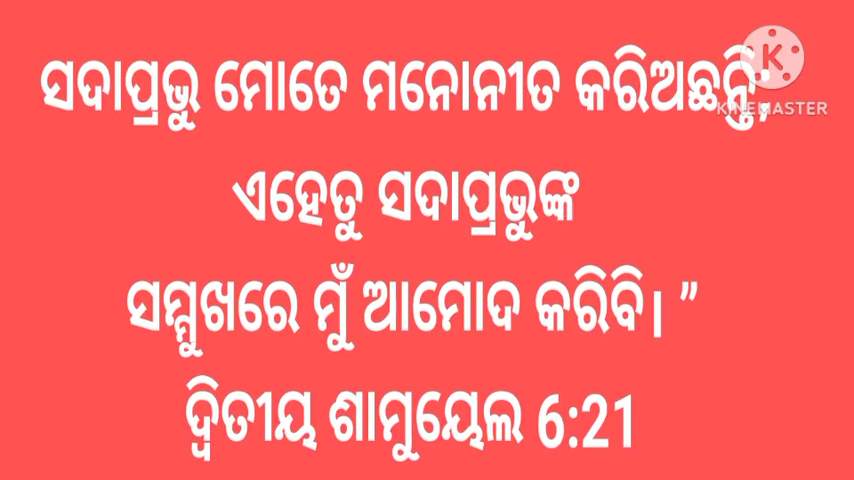 ସଦାପ୍ରଭୁ ମୋତେ ମନୋନୀତ କରିଅଛନ୍ତି;
ଏହେତୁ ସଦାପ୍ରଭୁଙ୍କ
ସମ୍ମୁଖରେ ମୁଁ ଆମୋଦ କରିବି। ”
ଦ୍ୱିତୀୟ ଶାମୁୟେଲ 6:21
K
KINEMASTER